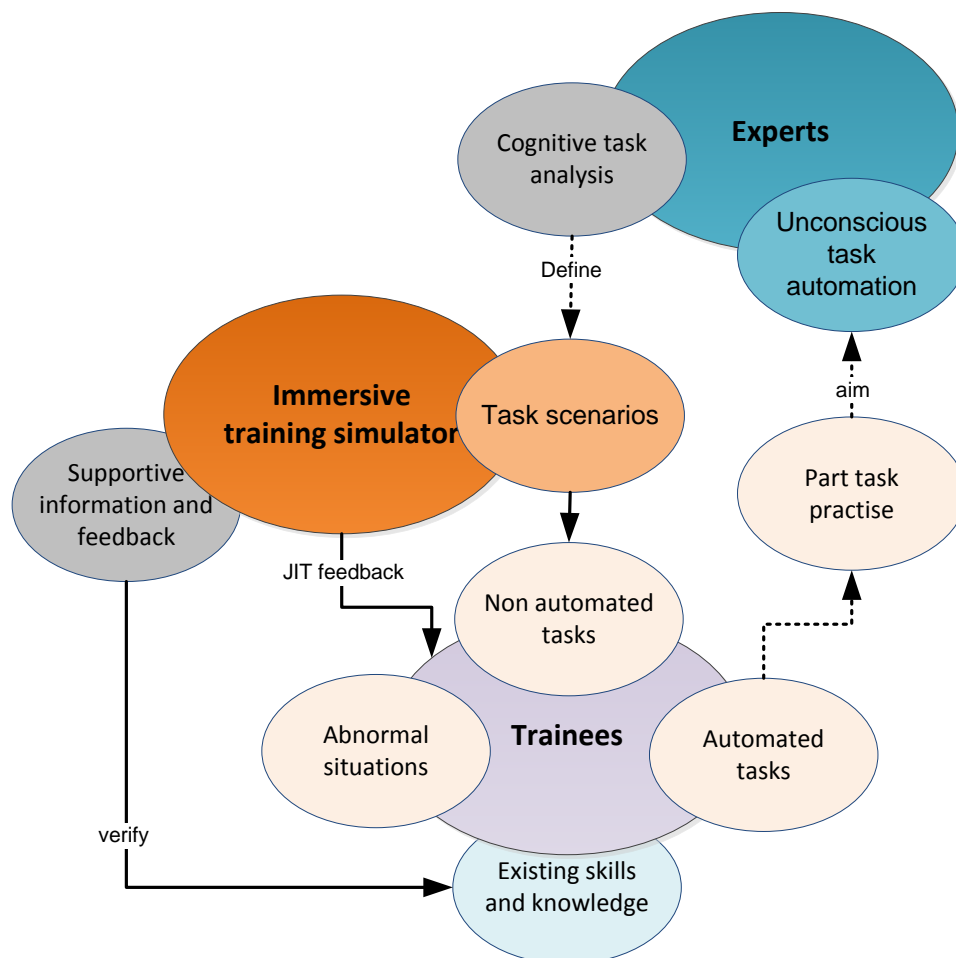 Experts
Cognitive task
analysis
Unconscious
task
automation
Define
Immersive
training simulator
Task scenarios
aim
Supportive
information and
feedback
Part task
practise
JIT feedback
Non automated
tasks
Abnormal
situations
Trainees
Automated
tasks
verify
Existing skills
and knowledge